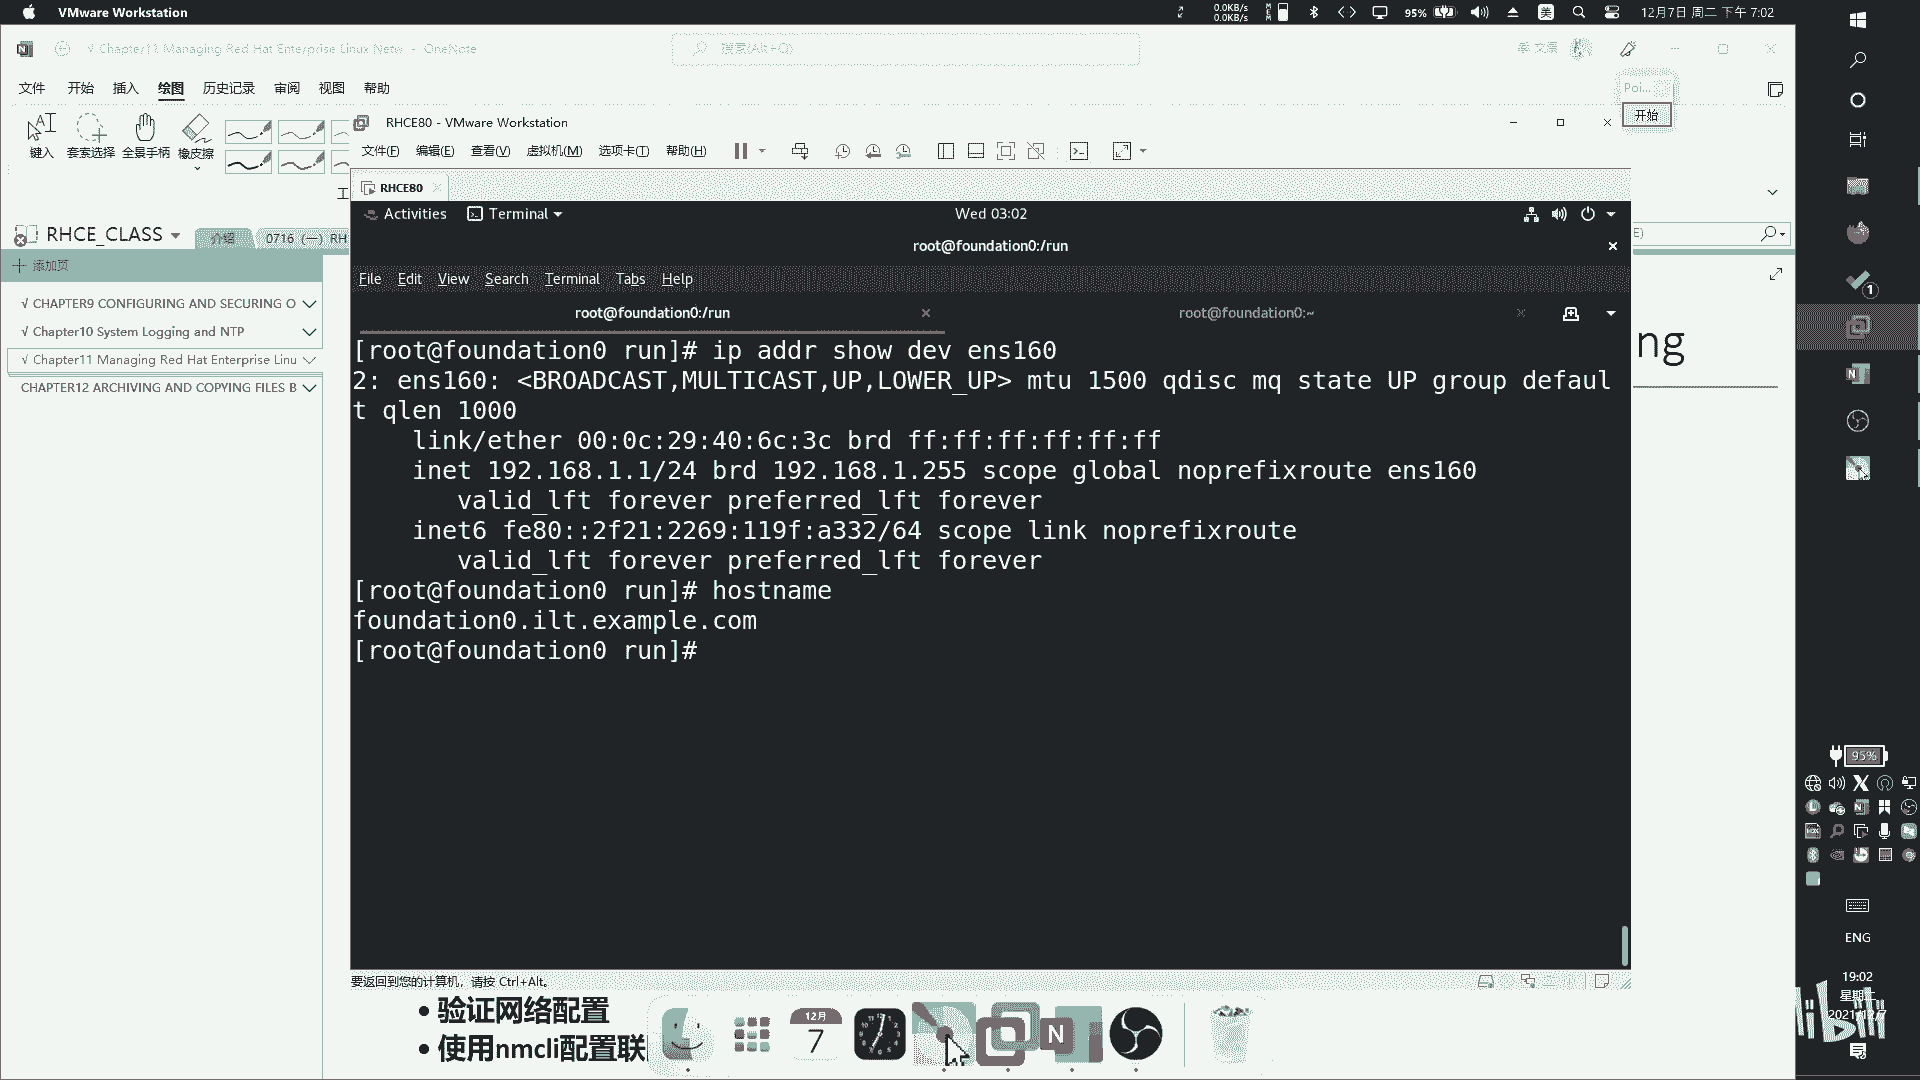 VMware Workstation
0.0KB/s
0.0KB/s
95%
美
12月7日 周二 下午 7:02
√ Chapter11 Managing Red Hat Enterprise Linux Netw - OneNote
搜索(Alt+Q)
文件 开始 插入 绘图 历史记录 审阅 视图 帮助
Poi...
开始
键入 套索选择 全景手柄 橡皮擦
RHCE80 - VMware Workstation
文件(F) 编辑(E) 查看(V) 虚拟机(M) 选项卡(T) 帮助(H)
RHCE80
工
RHCE_CLASS
介绍
0716 (一) RH
E)
添加页
√ CHAPTER9 CONFIGURING AND SECURING O
√ Chapter10 System Logging and NTP
√ Chapter11 Managing Red Hat Enterprise Linu
CHAPTER12 ARCHIVING AND COPYING FILES B
ng
Activities Terminal
Wed 03:02
root@foundation0:/run
File Edit View Search Terminal Tabs Help
root@foundation0:/run
root@foundation0:~
[root@foundation0 run]# ip addr show dev ens160
2: ens160: <BROADCAST,MULTICAST,UP,LOWER_UP> mtu 1500 qdisc mq state UP group defaul
t qlen 1000
link/ether 00:0c:29:40:6c:3c brd ff:ff:ff:ff:ff:ff
inet 192.168.1.1/24 brd 192.168.1.255 scope global noprefixroute ens160
valid_lft forever preferred_lft forever
inet6 fe80::2f21:2269:119f:a332/64 scope link noprefixroute
valid_lft forever preferred_lft forever
[root@foundation0 run]# hostname
foundation0.ilt.example.com
[root@foundation0 run]#
要返回到您的计算机，请按 Ctrl+Alt。
• 验证网络配置
• 使用nmcli配置联
12月
7
N
1
95%
ENG
19:02
星期二
2021/12/7